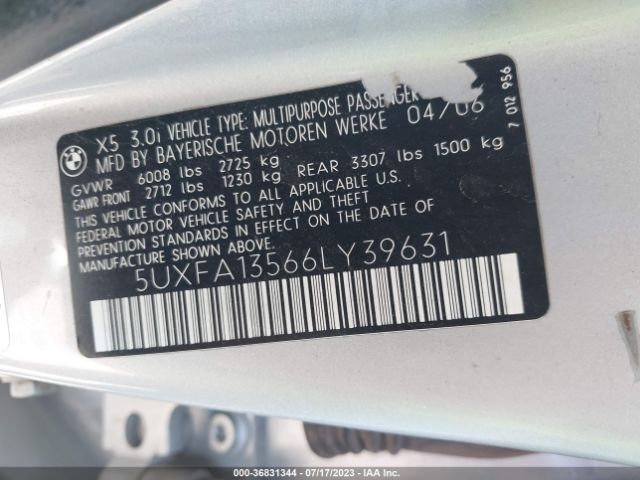 BMW
X5 3.0i VEHICLE TYPE: MULTIPURPOSE PASSENGER
MFD BY BAYERISCHE MOTOREN WERKE 04/06
GVWR 6008 lbs 2725 kg
GAWR FRONT 2712 lbs 1230 kg REAR 3307 lbs 1500 kg
THIS VEHICLE CONFORMS TO ALL APPLICABLE U.S.
FEDERAL MOTOR VEHICLE SAFETY AND THEFT
PREVENTION STANDARDS IN EFFECT ON THE DATE OF
MANUFACTURE SHOWN ABOVE
5UXFA13566LY39631
7 012 956
000-36831344 | 07/17/2023 | IAA Inc.